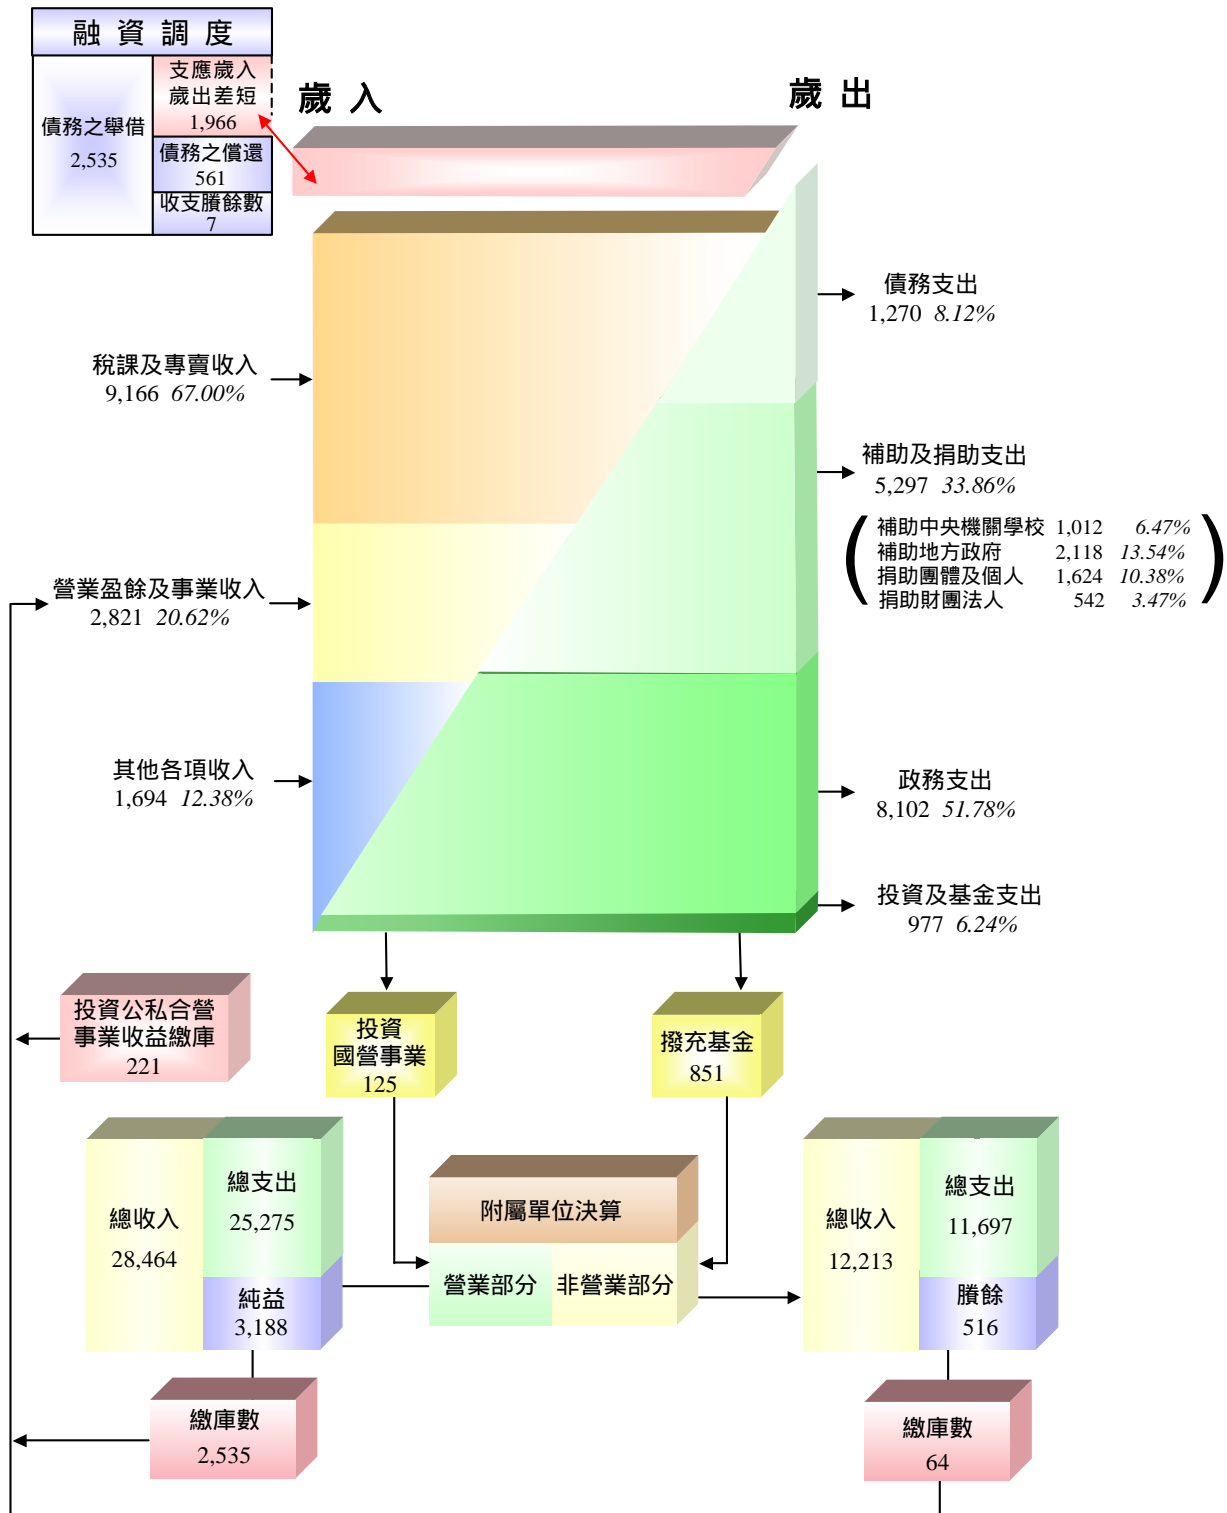 融資調度
債務之舉借
2,535
支應歲入
歲出差短
1,966
債務之償還
561
收支賸餘數
7
歲入
歲出
稅課及專賣收入
9,166 67.00%
營業盈餘及事業收入
2,821 20.62%
其他各項收入
1,694 12.38%
債務支出
1,270 8.12%
補助及捐助支出
5,297 33.86%
(補助中央機關學校 1,012 6.47%
補助地方政府 2,118 13.54%
捐助團體及個人 1,624 10.38%
捐助財團法人 542 3.47%)
政務支出
8,102 51.78%
投資及基金支出
977 6.24%
投資公私合營
事業收益繳庫
221
投資
國營事業
125
撥充基金
851
總收入
28,464
總支出
25,275
純益
3,188
繳庫數
2,535
附屬單位決算
營業部分
非營業部分
總收入
12,213
總支出
11,697
賸餘
516
繳庫數
64